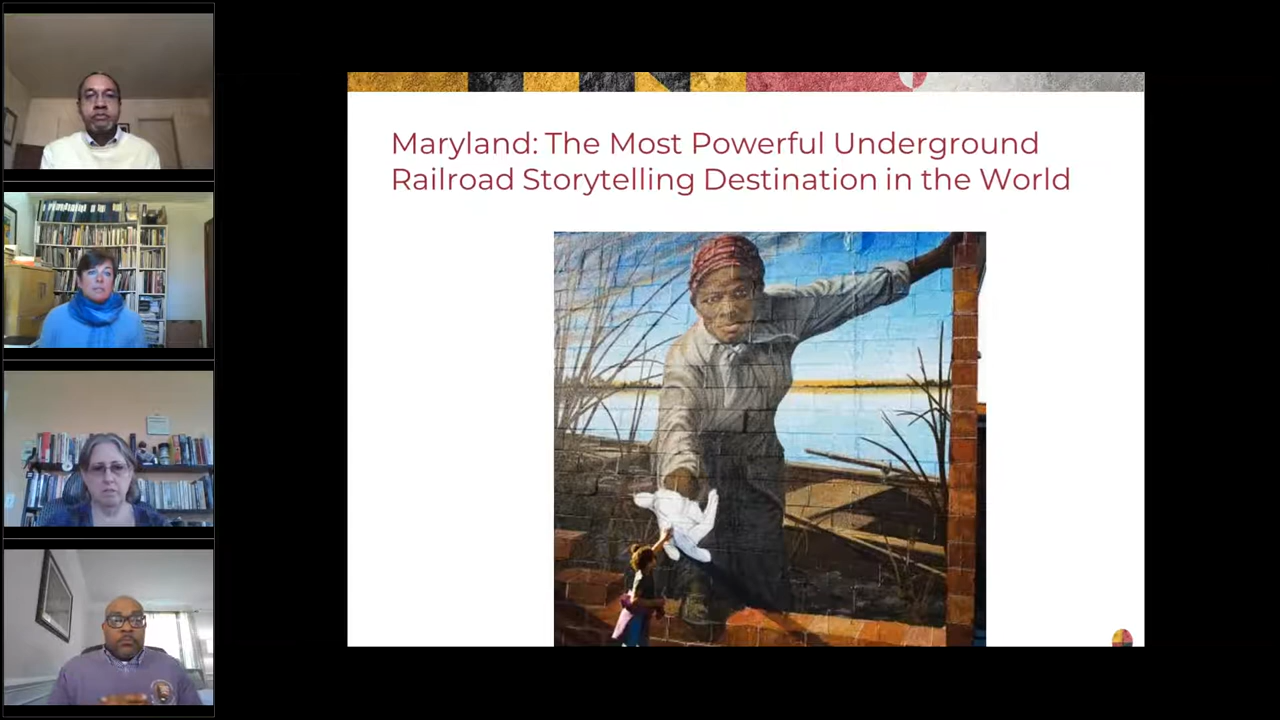 Maryland: The Most Powerful Underground
Railroad Storytelling Destination in the World